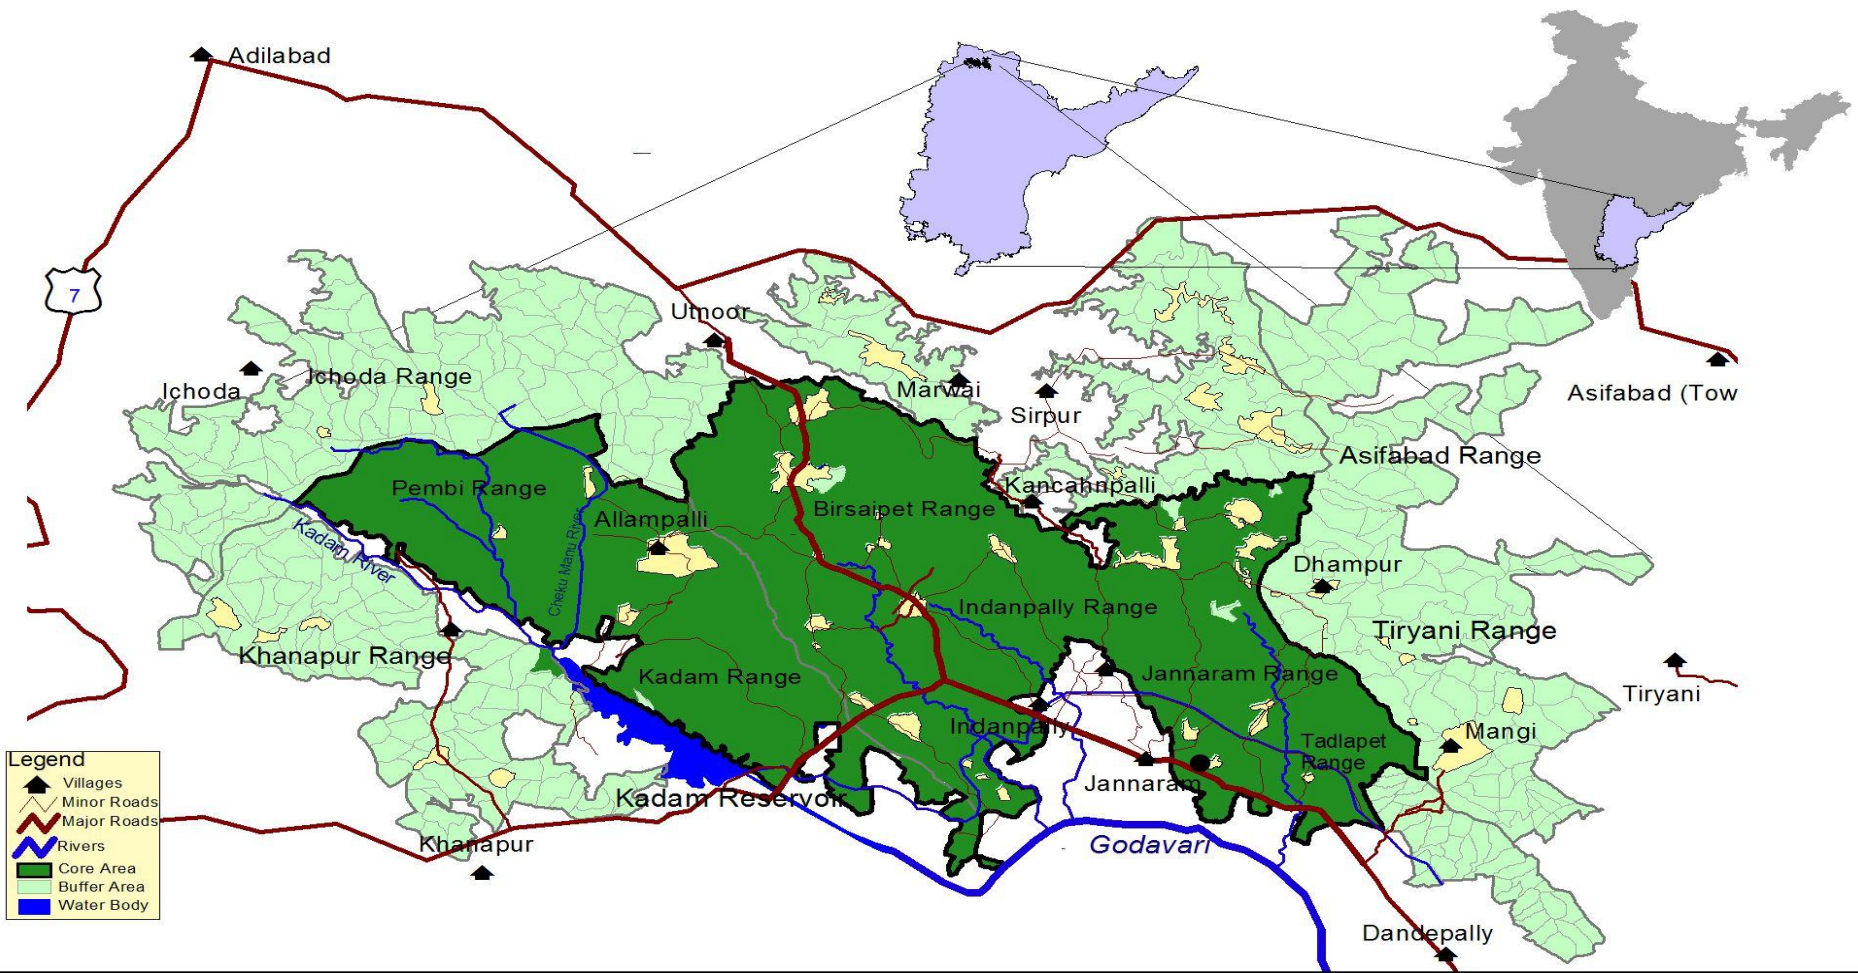 Adilabad
7
Utnoor
Ichoda
Ichoda Range
Marwai
Sirpur
Asifabad (Tow
Asifabad Range
Pembi Range
Kancahnpalli
Allampalli
Birsaipet Range
Kadam River
Cheku Manu River
Dhampur
Indanpally Range
Tiryani Range
Khanapur Range
Kadam Range
Jannaram Range
Tiryani
Indanpally
Mangi
Tadlapet
Range
Jannaram
Kadam Reservoir
Khanapur
Godavari
Dandepally
Legend
Villages
Minor Roads
Major Roads
Rivers
Core Area
Buffer Area
Water Body